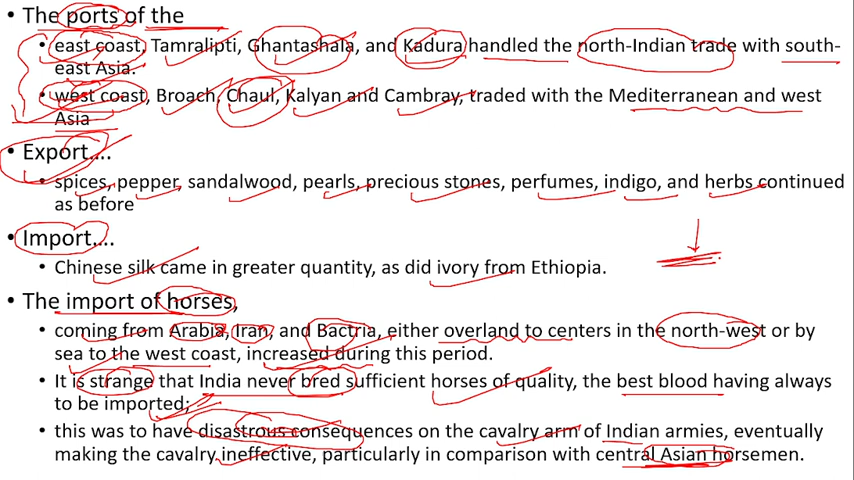 • The ports of the
• east coast, Tamralipti, Ghantashala, and Kadura handled the north-Indian trade with south-
east Asia.
• west coast, Broach, Chaul, Kalyan and Cambray, traded with the Mediterranean and west
Asia
• Export….
• spices, pepper, sandalwood, pearls, precious stones, perfumes, indigo, and herbs continued
as before
• Import….
• Chinese silk came in greater quantity, as did ivory from Ethiopia.
• The import of horses,
• coming from Arabia, Iran, and Bactria, either overland to centers in the north-west or by
sea to the west coast, increased during this period.
• It is strange that India never bred sufficient horses of quality, the best blood having always
to be imported;
• this was to have disastrous consequences on the cavalry arm of Indian armies, eventually
making the cavalry ineffective, particularly in comparison with central Asian horsemen.